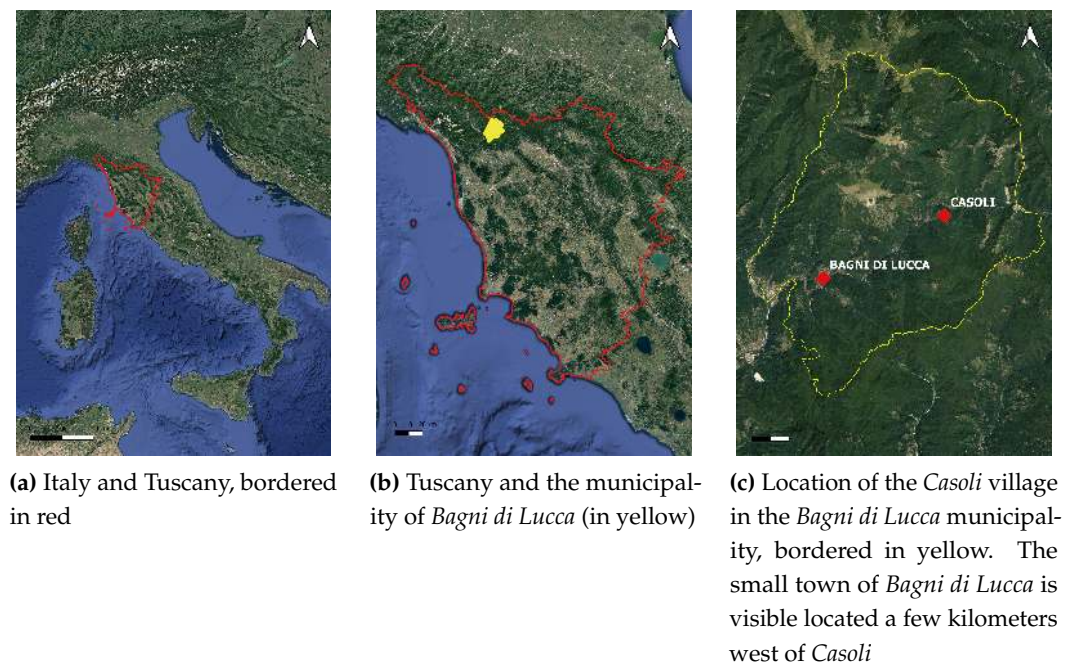 CASOLI
BAGNI DI LUCCA
(a) Italy and Tuscany, bordered
in red
(b) Tuscany and the municipal-
ity of Bagni di Lucca (in yellow)
(c) Location of the Casoli village
in the Bagni di Lucca municipal-
ity, bordered in yellow. The
small town of Bagni di Lucca is
visible located a few kilometers
west of Casoli